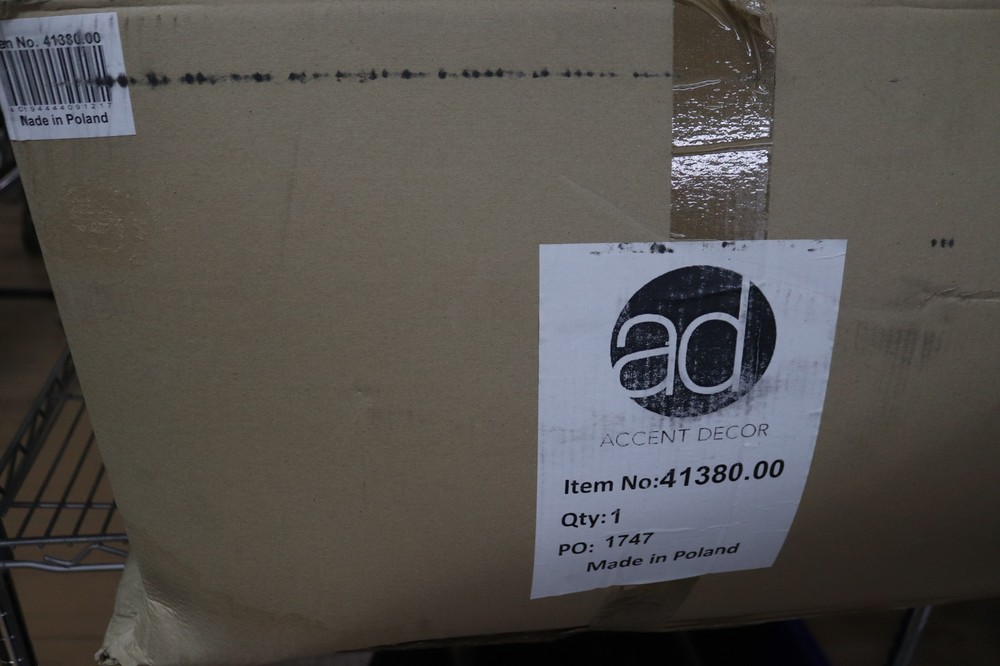 en No. 41380.00
Made in Poland
ad
ACCENT DECOR
Item No:41380.00
Qty:1
PO: 1747
Made in Poland